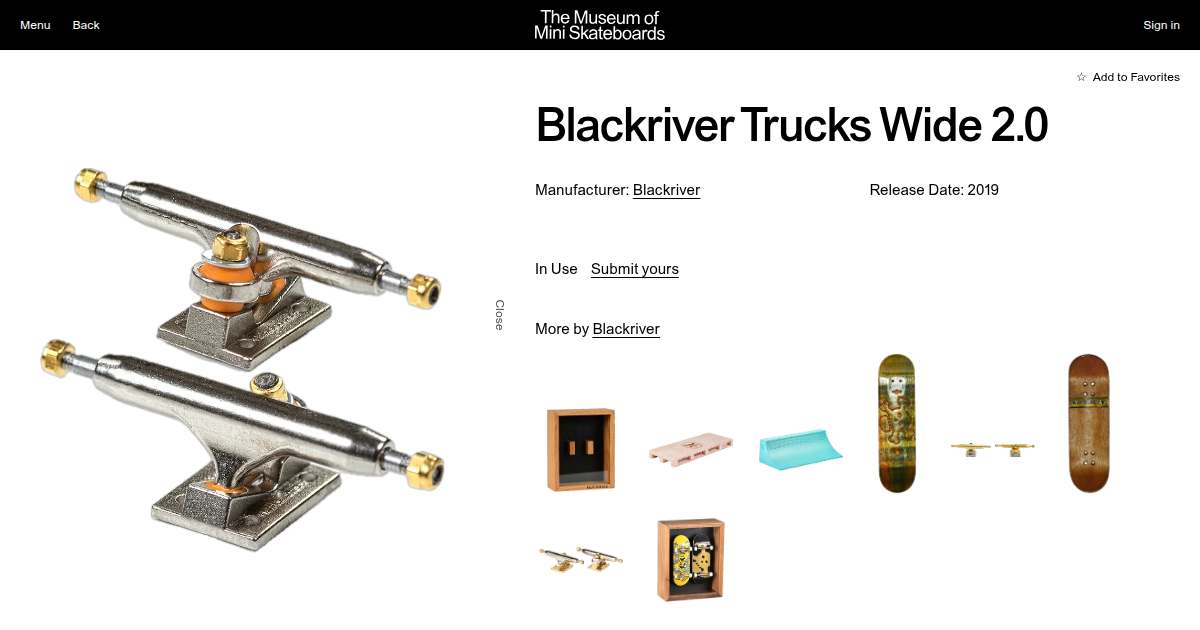 Menu
Back
The Museum of
Mini Skateboards
Sign in
☆ Add to Favorites
Blackriver Trucks Wide 2.0
Manufacturer: Blackriver
Release Date: 2019
In Use Submit yours
Close
More by Blackriver